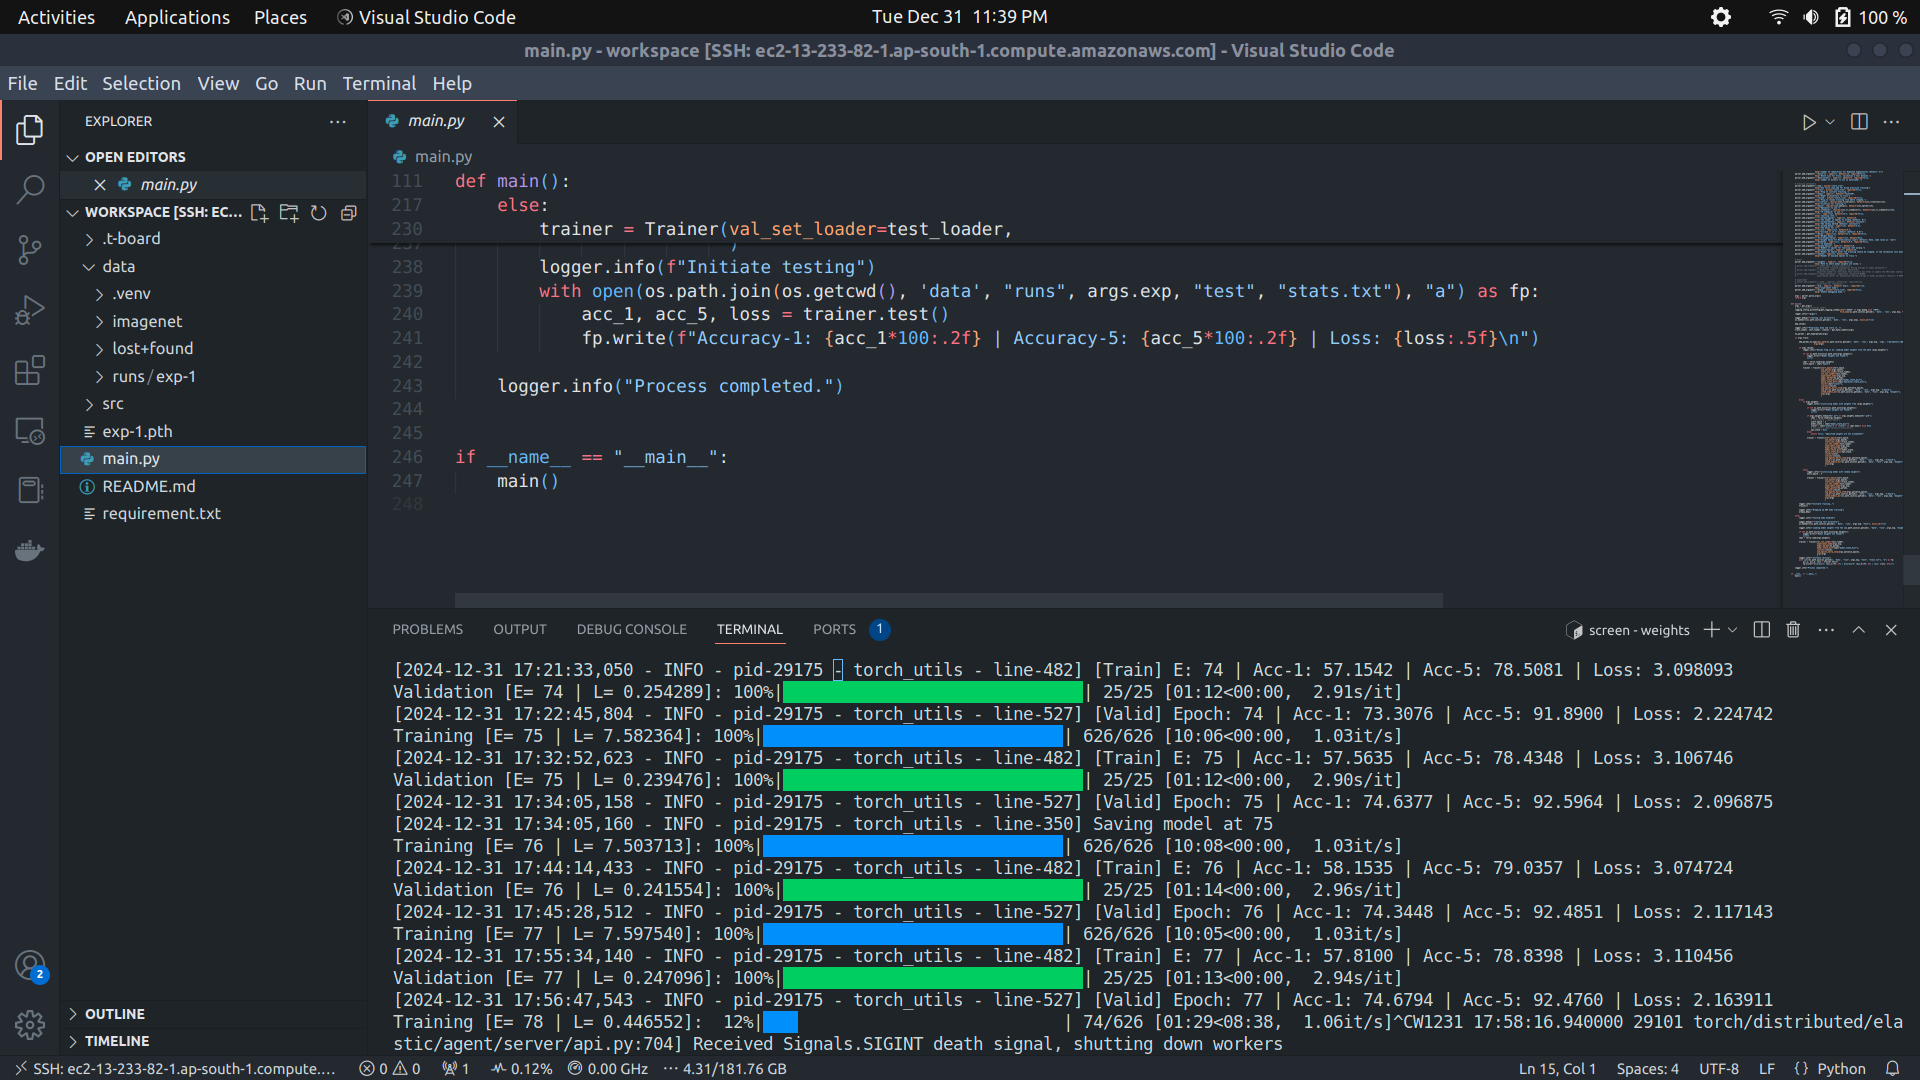 Activities Applications Places Visual Studio Code Tue Dec 31 11:39 PM 100 %
main.py - workspace [SSH: ec2-13-233-82-1.ap-south-1.compute.amazonaws.com] - Visual Studio Code
File Edit Selection View Go Run Terminal Help
EXPLORER
OPEN EDITORS
main.py
WORKSPACE [SSH: EC...
.t-board
data
.venv
imagenet
lost+found
runs/exp-1
src
exp-1.pth
main.py
README.md
requirement.txt
OUTLINE
TIMELINE
2
main.py
main.py
111 def main():
217 else:
230 trainer = Trainer(val_set_loader=test_loader,
237 )
238 logger.info(f"Initiate testing")
239 with open(os.path.join(os.getcwd(), 'data', "runs", args.exp, "test", "stats.txt"), "a") as fp:
240 acc_1, acc_5, loss = trainer.test()
241 fp.write(f"Accuracy-1: {acc_1*100:.2f} | Accuracy-5: {acc_5*100:.2f} | Loss: {loss:.5f}\n")
242
243 logger.info("Process completed.")
244
245
246 if __name__ == "__main__":
247 main()
248
PROBLEMS OUTPUT DEBUG CONSOLE TERMINAL PORTS 1 screen - weights
[2024-12-31 17:21:33,050 - INFO - pid-29175 - torch_utils - line-482] [Train] E: 74 | Acc-1: 57.1542 | Acc-5: 78.5081 | Loss: 3.098093
Validation [E= 74 | L= 0.254289]: 100%| | 25/25 [01:12<00:00, 2.91s/it]
[2024-12-31 17:22:45,804 - INFO - pid-29175 - torch_utils - line-527] [Valid] Epoch: 74 | Acc-1: 73.3076 | Acc-5: 91.8900 | Loss: 2.224742
Training [E= 75 | L= 7.582364]: 100%| | 626/626 [10:06<00:00, 1.03it/s]
[2024-12-31 17:32:52,623 - INFO - pid-29175 - torch_utils - line-482] [Train] E: 75 | Acc-1: 57.5635 | Acc-5: 78.4348 | Loss: 3.106746
Validation [E= 75 | L= 0.239476]: 100%| | 25/25 [01:12<00:00, 2.90s/it]
[2024-12-31 17:34:05,158 - INFO - pid-29175 - torch_utils - line-527] [Valid] Epoch: 75 | Acc-1: 74.6377 | Acc-5: 92.5964 | Loss: 2.096875
[2024-12-31 17:34:05,160 - INFO - pid-29175 - torch_utils - line-350] Saving model at 75
Training [E= 76 | L= 7.503713]: 100%| | 626/626 [10:08<00:00, 1.03it/s]
[2024-12-31 17:44:14,433 - INFO - pid-29175 - torch_utils - line-482] [Train] E: 76 | Acc-1: 58.1535 | Acc-5: 79.0357 | Loss: 3.074724
Validation [E= 76 | L= 0.241554]: 100%| | 25/25 [01:14<00:00, 2.96s/it]
[2024-12-31 17:45:28,512 - INFO - pid-29175 - torch_utils - line-527] [Valid] Epoch: 76 | Acc-1: 74.3448 | Acc-5: 92.4851 | Loss: 2.117143
Training [E= 77 | L= 7.597540]: 100%| | 626/626 [10:05<00:00, 1.03it/s]
[2024-12-31 17:55:34,140 - INFO - pid-29175 - torch_utils - line-482] [Train] E: 77 | Acc-1: 57.8100 | Acc-5: 78.8398 | Loss: 3.110456
Validation [E= 77 | L= 0.247096]: 100%| | 25/25 [01:13<00:00, 2.94s/it]
[2024-12-31 17:56:47,543 - INFO - pid-29175 - torch_utils - line-527] [Valid] Epoch: 77 | Acc-1: 74.6794 | Acc-5: 92.4760 | Loss: 2.163911
Training [E= 78 | L= 0.446552]: 12%| | 74/626 [01:29<08:38, 1.06it/s]^CW1231 17:58:16.940000 29101 torch/distributed/ela
stic/agent/server/api.py:704] Received Signals.SIGINT death signal, shutting down workers
SSH: ec2-13-233-82-1.ap-south-1.compute.... 0 0 1 0.12% 0.00 GHz 4.31/181.76 GB Ln 15, Col 1 Spaces: 4 UTF-8 LF {} Python